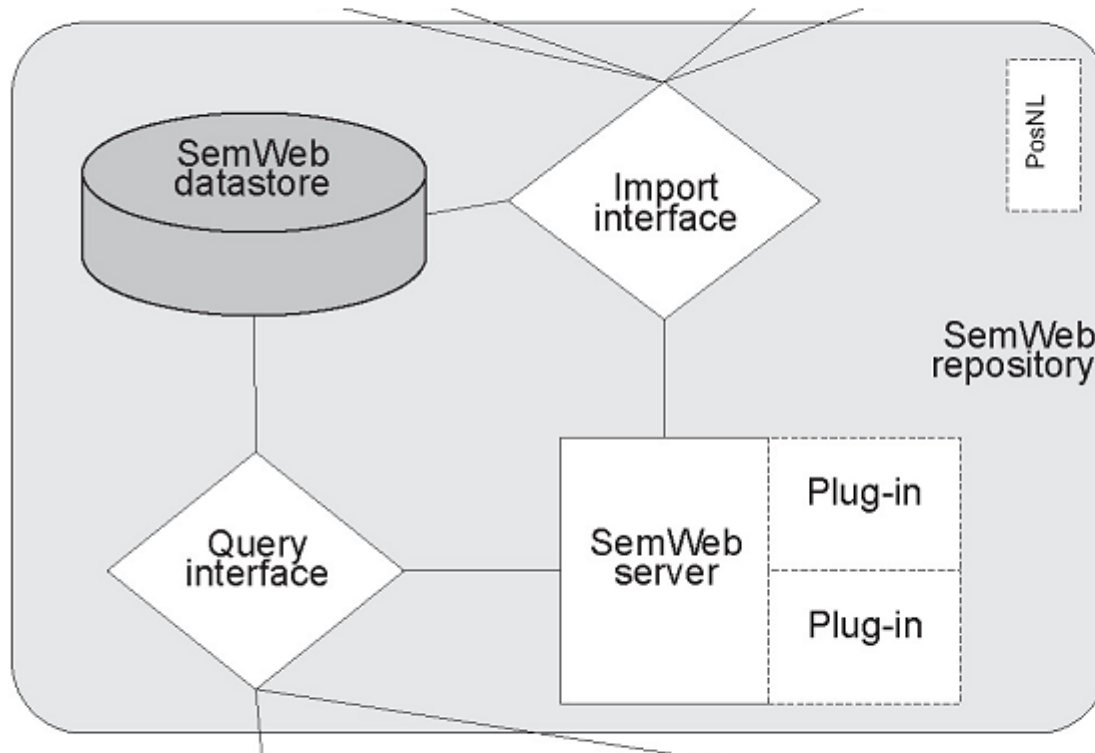 SemWeb
datastore
Import
interface
PosNL
SemWeb
repository
Query
interface
SemWeb
server
Plug-in
Plug-in